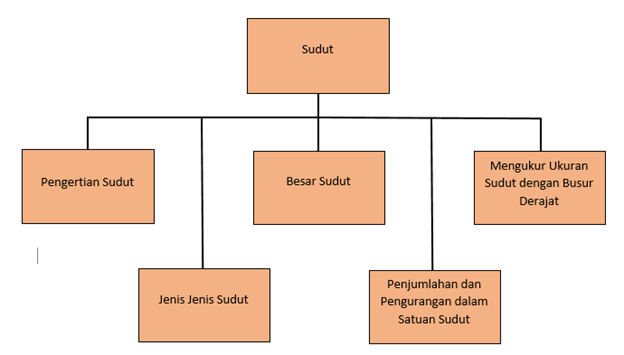 Sudut
Pengertian Sudut
Besar Sudut
Mengukur Ukuran
Sudut dengan Busur
Derajat
Jenis Jenis Sudut
Penjumlahan dan
Pengurangan dalam
Satuan Sudut